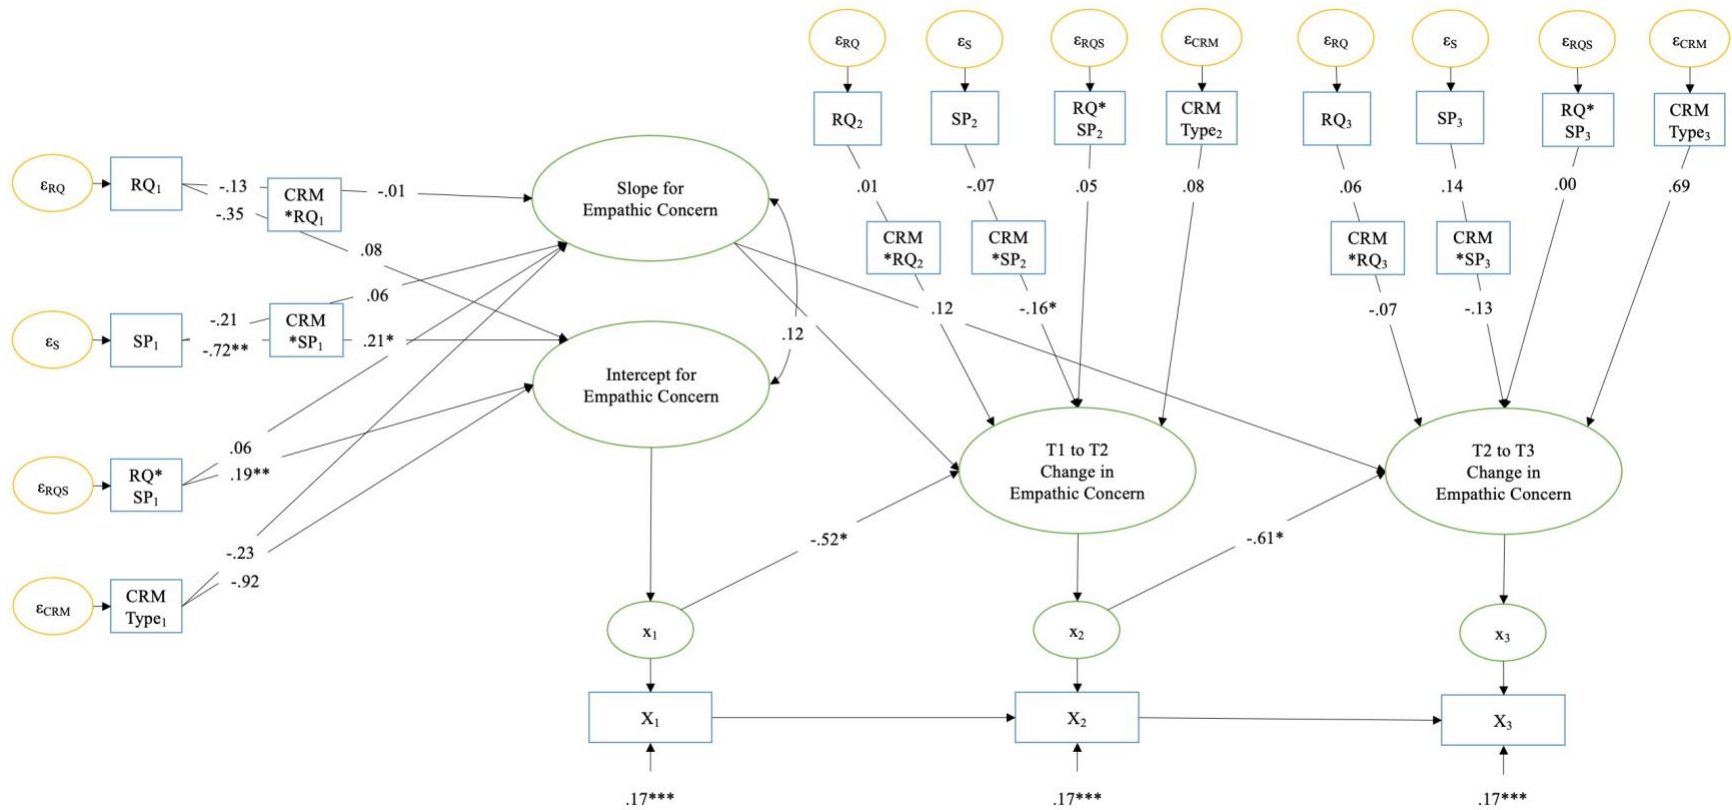 εRQ
εS
εRQS
εCRM
εRQ
εS
εRQS
εCRM
RQ2
SP2
RQ*
SP2
CRM
Type2
RQ3
SP3
RQ*
SP3
CRM
Type3
.01
-.07
.05
.08
.06
.14
.00
.69
CRM
*RQ2
CRM
*SP2
CRM
*RQ3
CRM
*SP3
.12
-.16*
-.07
-.13
εRQ
RQ1
-.13
-.35
CRM
*RQ1
-.01
.08
Slope for
Empathic Concern
εS
SP1
-.21
-.72**
CRM
*SP1
.06
.21*
.12
Intercept for
Empathic Concern
εRQS
RQ*
SP1
.06
.19**
T1 to T2
Change in
Empathic Concern
T2 to T3
Change in
Empathic Concern
εCRM
CRM
Type1
-.23
-.92
-.52*
-.61*
x1
x2
x3
X1
X2
X3
.17***
.17***
.17***